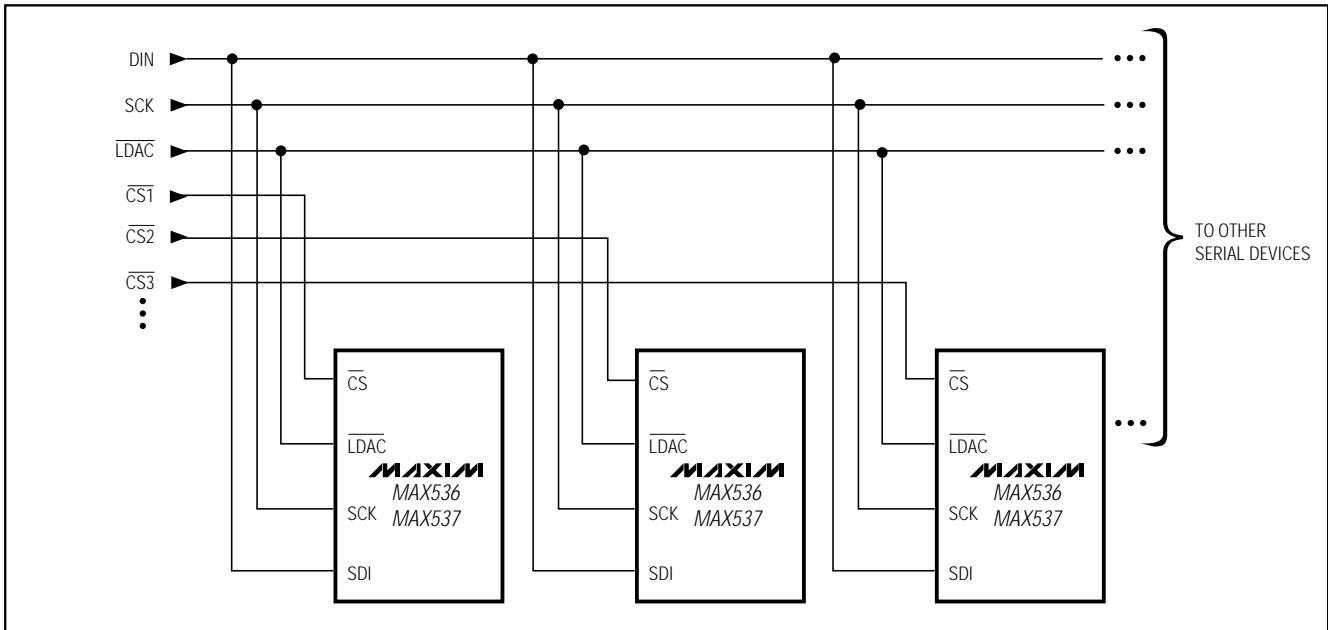 DIN
SCK
LDAC
CS1
CS2
CS3
TO OTHER
SERIAL DEVICES
CS
LDAC
MAXIM
MAX536
MAX537
SCK
SDI
CS
LDAC
MAXIM
MAX536
MAX537
SCK
SDI
CS
LDAC
MAXIM
MAX536
MAX537
SCK
SDI